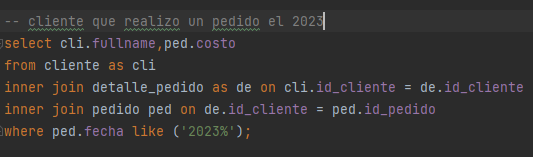 -- cliente que realizo un pedido el 2023
select cli.fullname,ped.costo
from cliente as cli
inner join detalle_pedido as de on cli.id_cliente = de.id_cliente
inner join pedido ped on de.id_cliente = ped.id_pedido
where ped.fecha like ('2023%');